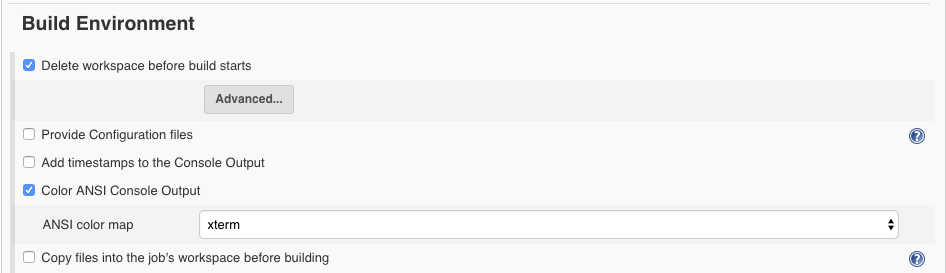 Build Environment
Delete workspace before build starts
Advanced...
Provide Configuration files
?
Add timestamps to the Console Output
Color ANSI Console Output
ANSI color map xterm
Copy files into the job's workspace before building
?